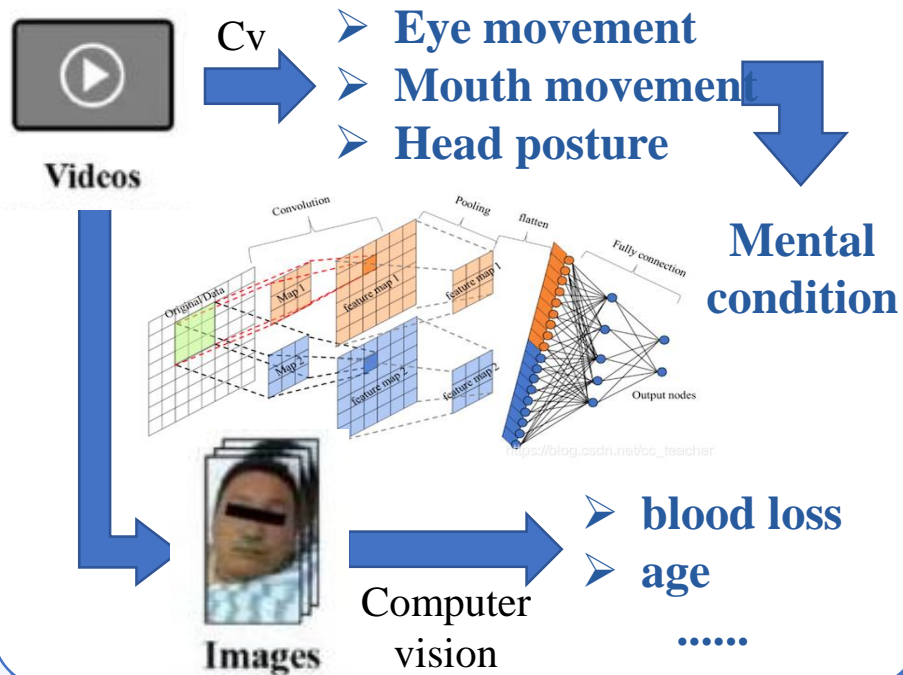 Cv
➢ Eye movement
➢ Mouth movement
➢ Head posture
Videos
Mental
condition
Convolution
Pooling
flatten
Fully connection
Original Data
Map 1
feature map 1
feature map 1
Map 2
feature map 2
feature map 2
Output nodes
https://blog.csdn.net/cc_teacher
➢ blood loss
➢ age
......
Computer
vision
Images